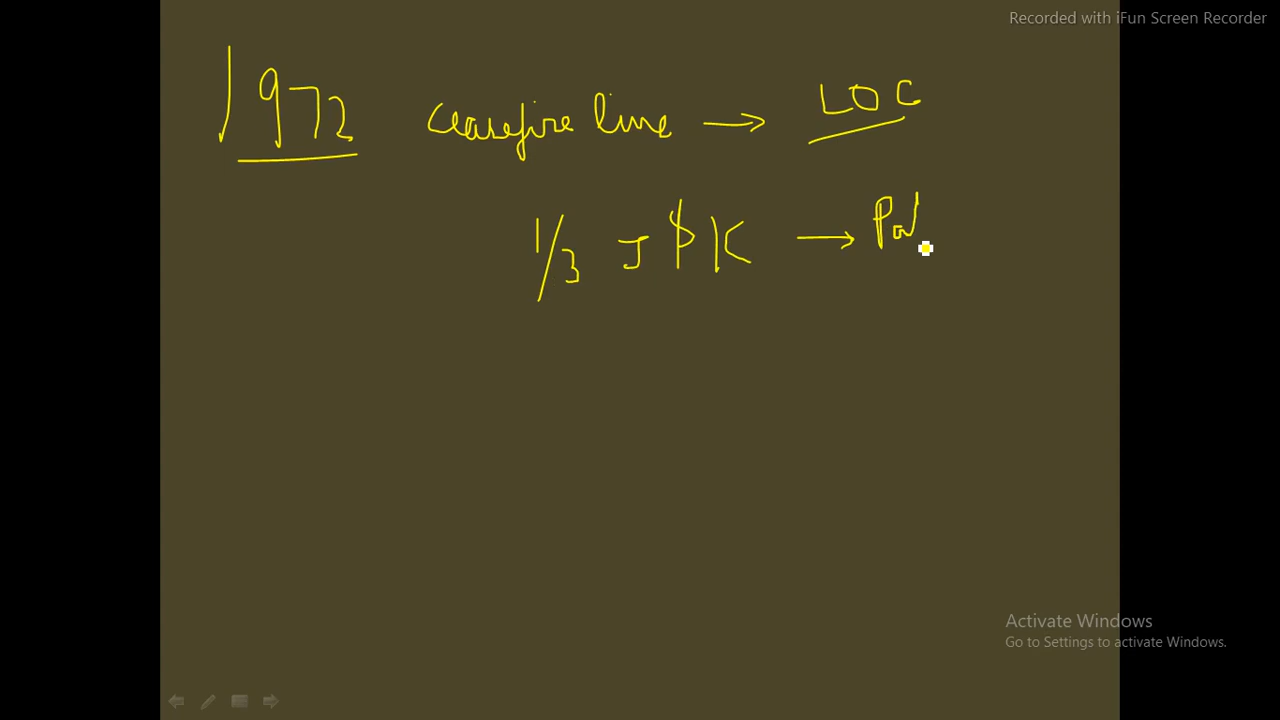 Recorded with iFun Screen Recorder
1972 ceasefire line → LOC
1/3 J $ K →
Activate Windows
Go to Settings to activate Windows.